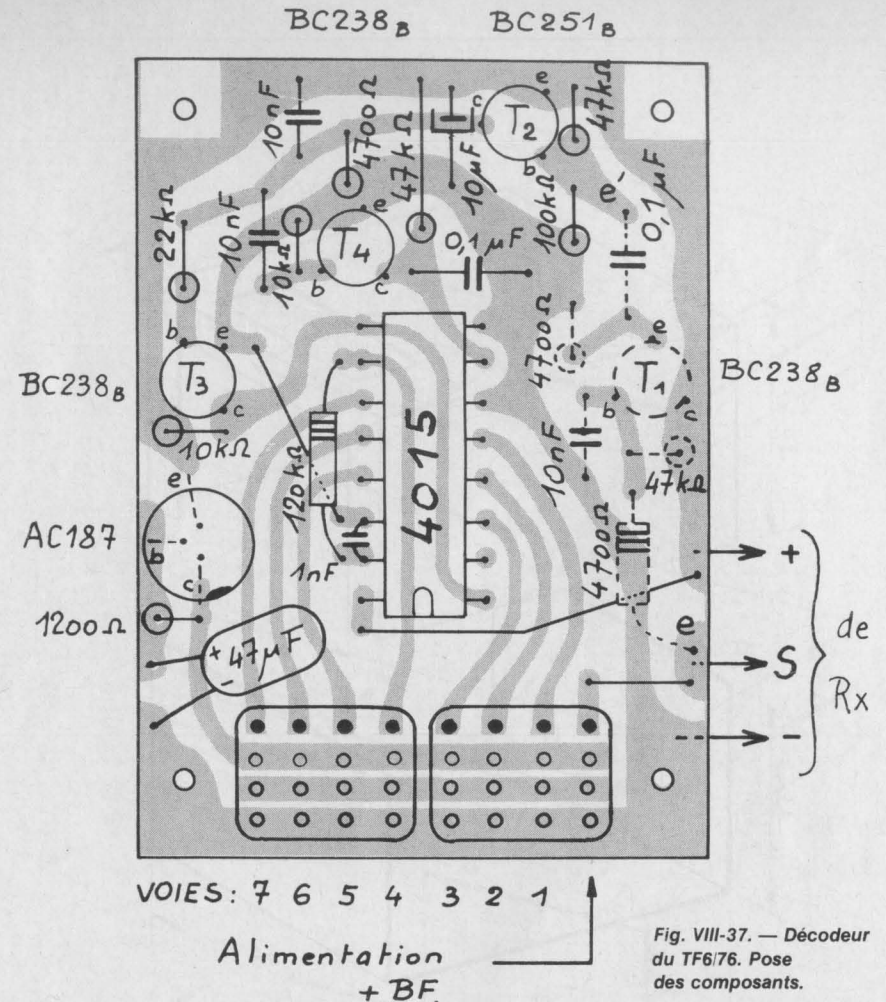 BC238B BC251B
10nF
4700Ω
47kΩ
10µF
c
e
T2
b
47kΩ
22kΩ
10nF
10kΩ
e
T4
b
c
0,1µF
100kΩ
e'
0,1µF
b
e
T3
c
BC238B
10kΩ
4700Ω
e
T1
b
c
BC238B
10nF
47kΩ
120kΩ
4015
1nF
4700Ω
e
AC187
b
c
1200Ω
+ 47µF
-
+
e
S
-
de
Rx
VOIES: 7 6 5 4 3 2 1
Alimentation
+ BF
Fig. VIII-37. — Décodeur
du TF6/76. Pose
des composants.